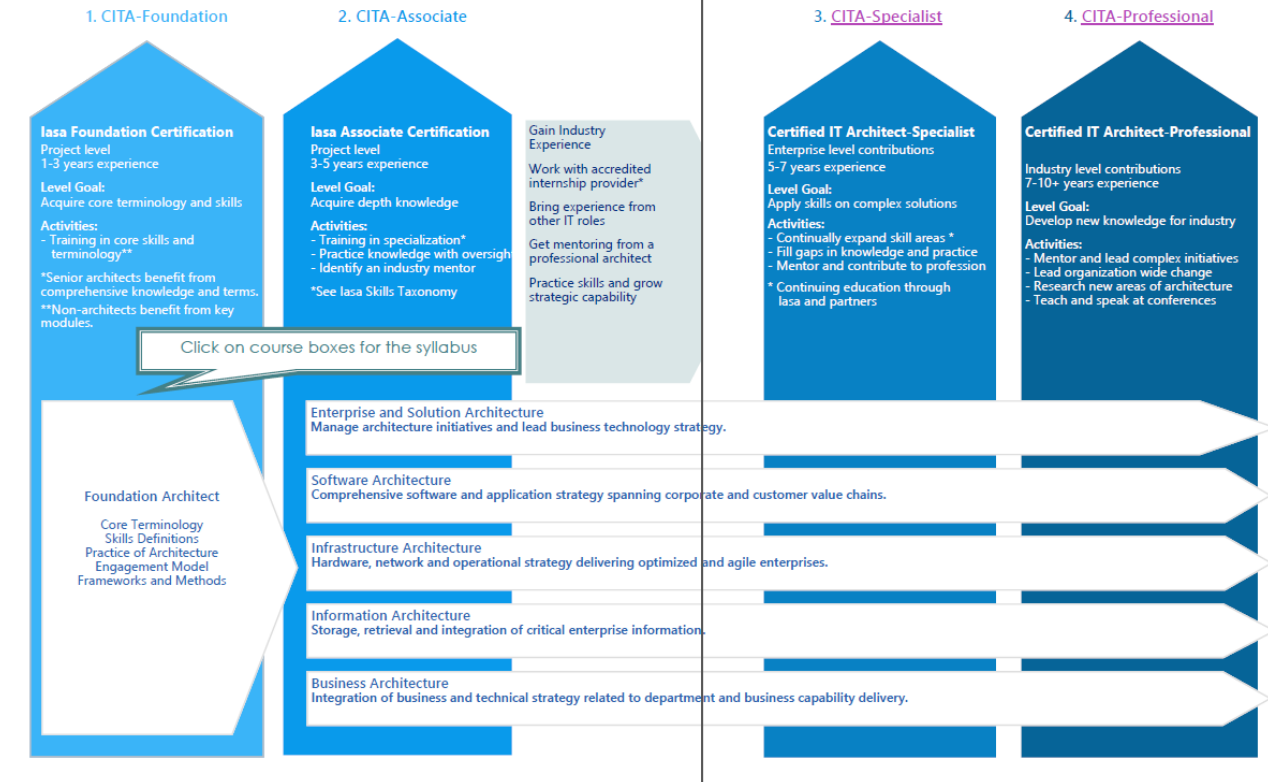 1. CITA-Foundation
2. CITA-Associate
3. CITA-Specialist
4. CITA-Professional
Iasa Foundation Certification
Project level
1-3 years experience
Level Goal:
Acquire core terminology and skills
Activities:
- Training in core skills and
terminology**
*Senior architects benefit from
comprehensive knowledge and terms.
**Non-architects benefit from key
modules.
Iasa Associate Certification
Project level
3-5 years experience
Level Goal:
Acquire depth knowledge
Activities:
- Training in specialization*
- Practice knowledge with oversigh
- Identify an industry mentor
*See Iasa Skills Taxonomy
Gain Industry
Experience
Work with accredited
internship provider*
Bring experience from
other IT roles
Get mentoring from a
professional architect
Practice skills and grow
strategic capability
Certified IT Architect-Specialist
Enterprise level contributions
5-7 years experience
Level Goal:
Apply skills on complex solutions
Activities:
- Continually expand skill areas *
- Fill gaps in knowledge and practice
- Mentor and contribute to profession
* Continuing education through
Iasa and partners
Certified IT Architect-Professional
Industry level contributions
7-10+ years experience
Level Goal:
Develop new knowledge for industry
Activities:
- Mentor and lead complex initiatives
- Lead organization wide change
- Research new areas of architecture
- Teach and speak at conferences
Click on course boxes for the syllabus
Foundation Architect
Core Terminology
Skills Definitions
Practice of Architecture
Engagement Model
Frameworks and Methods
Enterprise and Solution Architecture
Manage architecture initiatives and lead business technology strategy.
Software Architecture
Comprehensive software and application strategy spanning corporate and customer value chains.
Infrastructure Architecture
Hardware, network and operational strategy delivering optimized and agile enterprises.
Information Architecture
Storage, retrieval and integration of critical enterprise information.
Business Architecture
Integration of business and technical strategy related to department and business capability delivery.